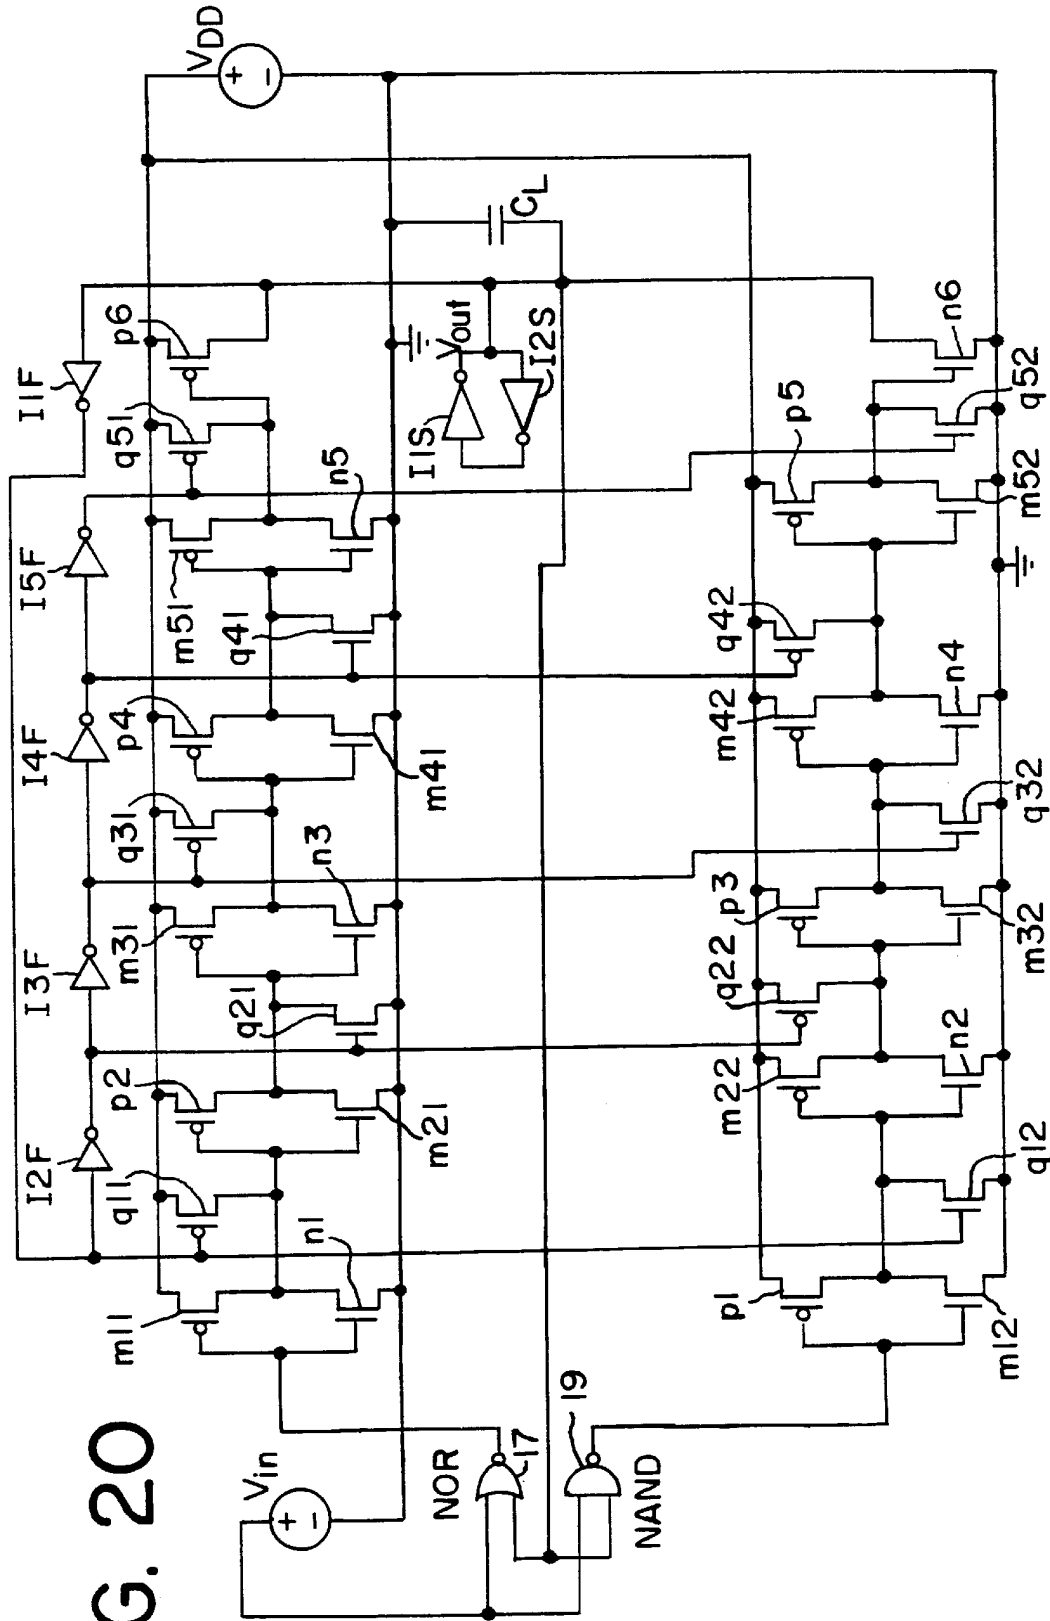 G. 20
V_DD
I1F
I5F
I4F
I3F
I2F
p6
q51
m51
n5
q41
p4
m41
q31
m31
n3
q21
p2
m21
q11
m11
n1
C_L
V_out
I1S
I2S
V_in
NOR
17
19
NAND
n6
q52
p5
m52
q42
m42
n4
q32
p3
m32
q22
m22
n2
q12
p1
m12
+
-
+
-